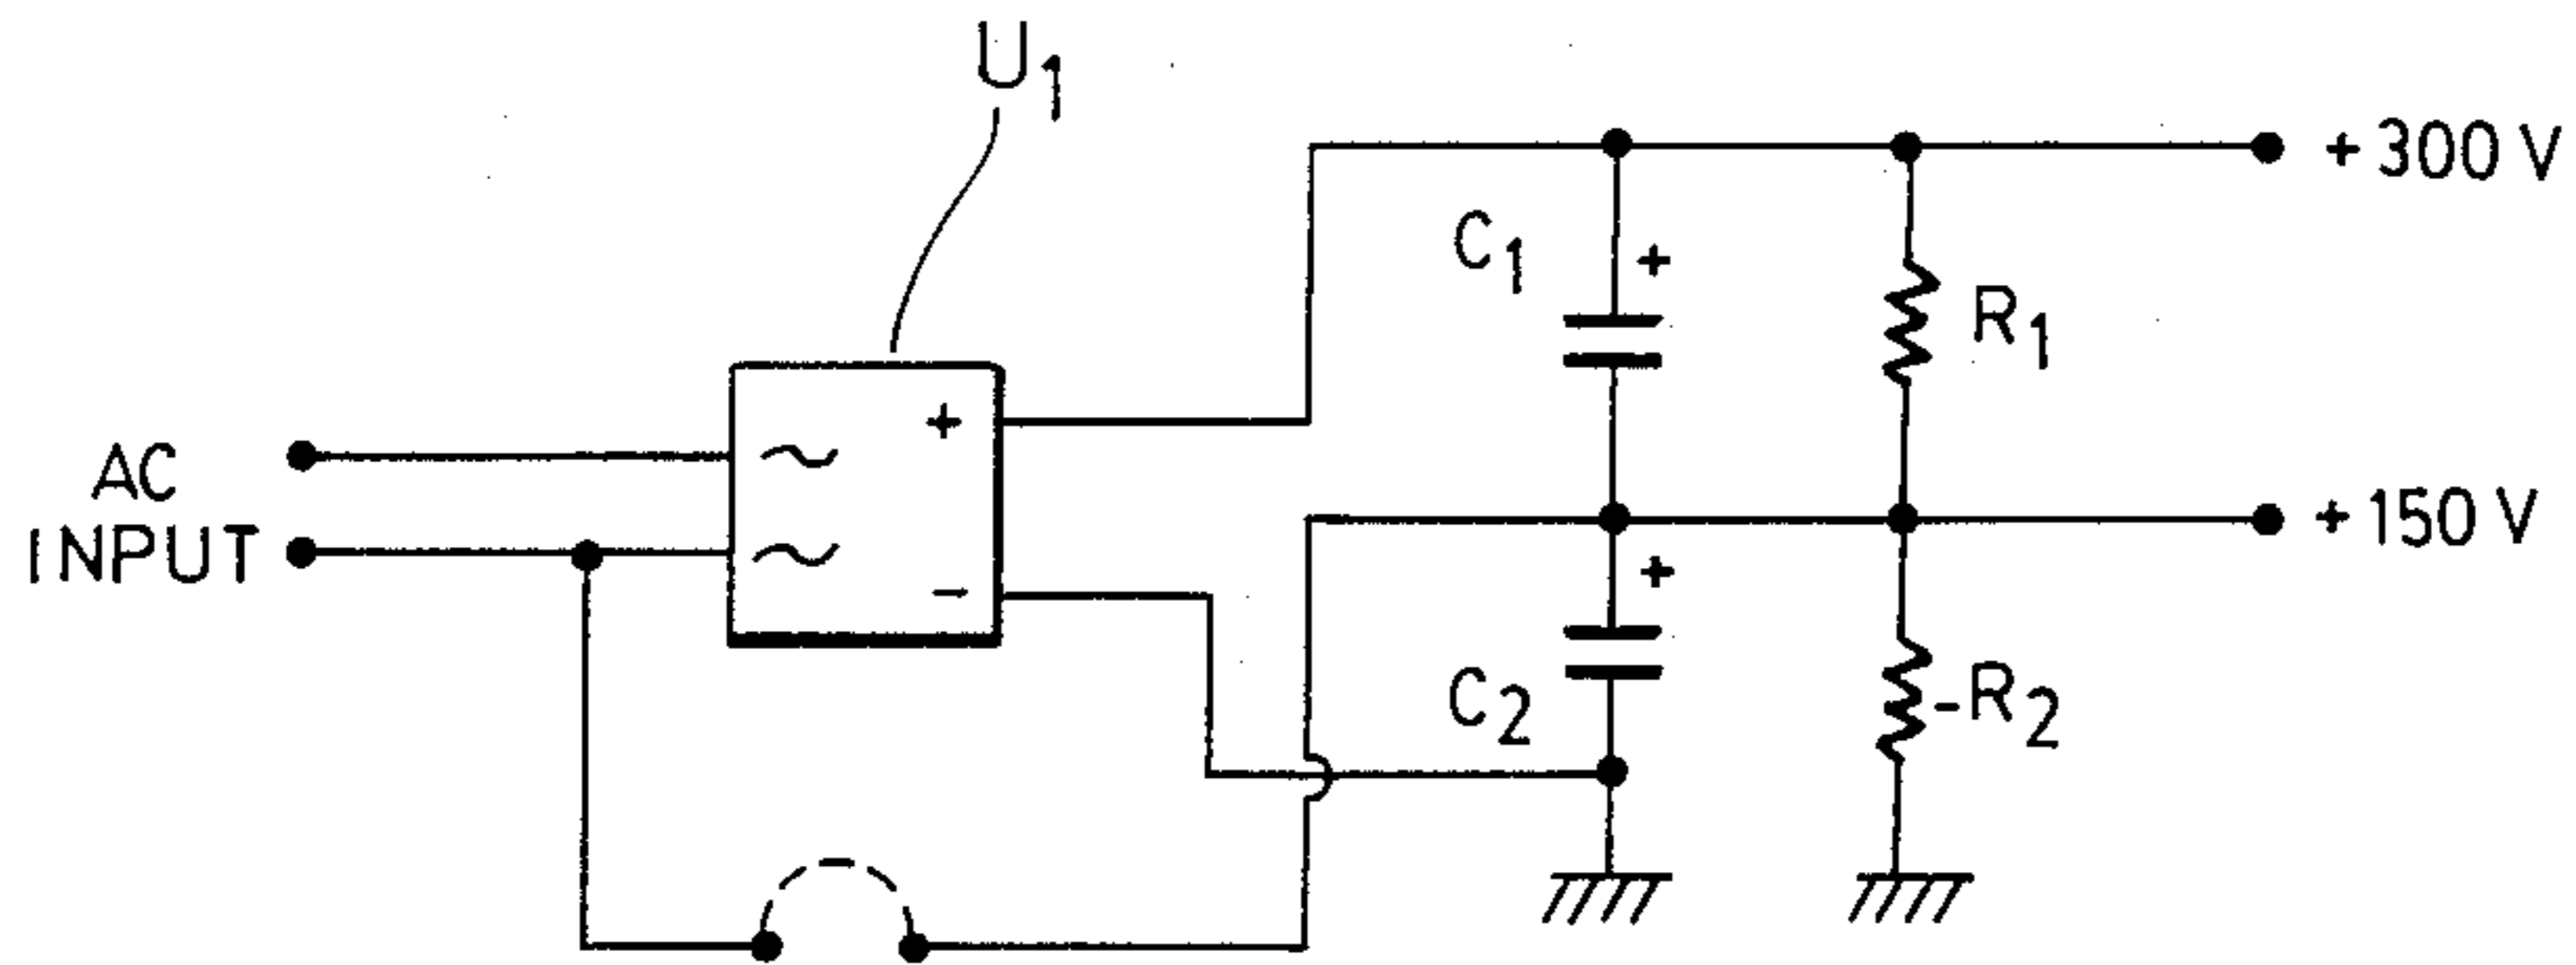 U1
+ 300 V
C1
+
R1
+
~
AC
INPUT
~
-
+ 150 V
+
C2
-R2